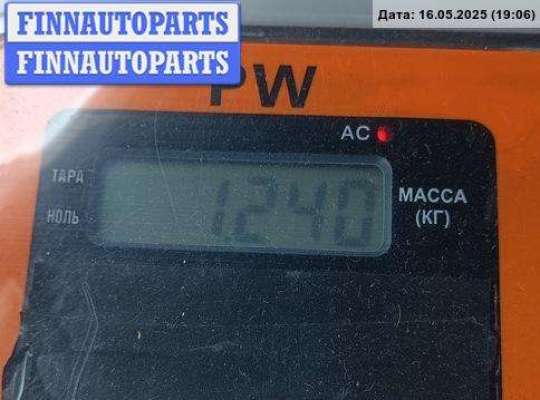 Дата: 16.05.2025 (19:06)
FINNAUTOPARTS
FINNAUTOPARTS
PW
AC
ТАРА
НОЛЬ
1.240
МАССА
(КГ)